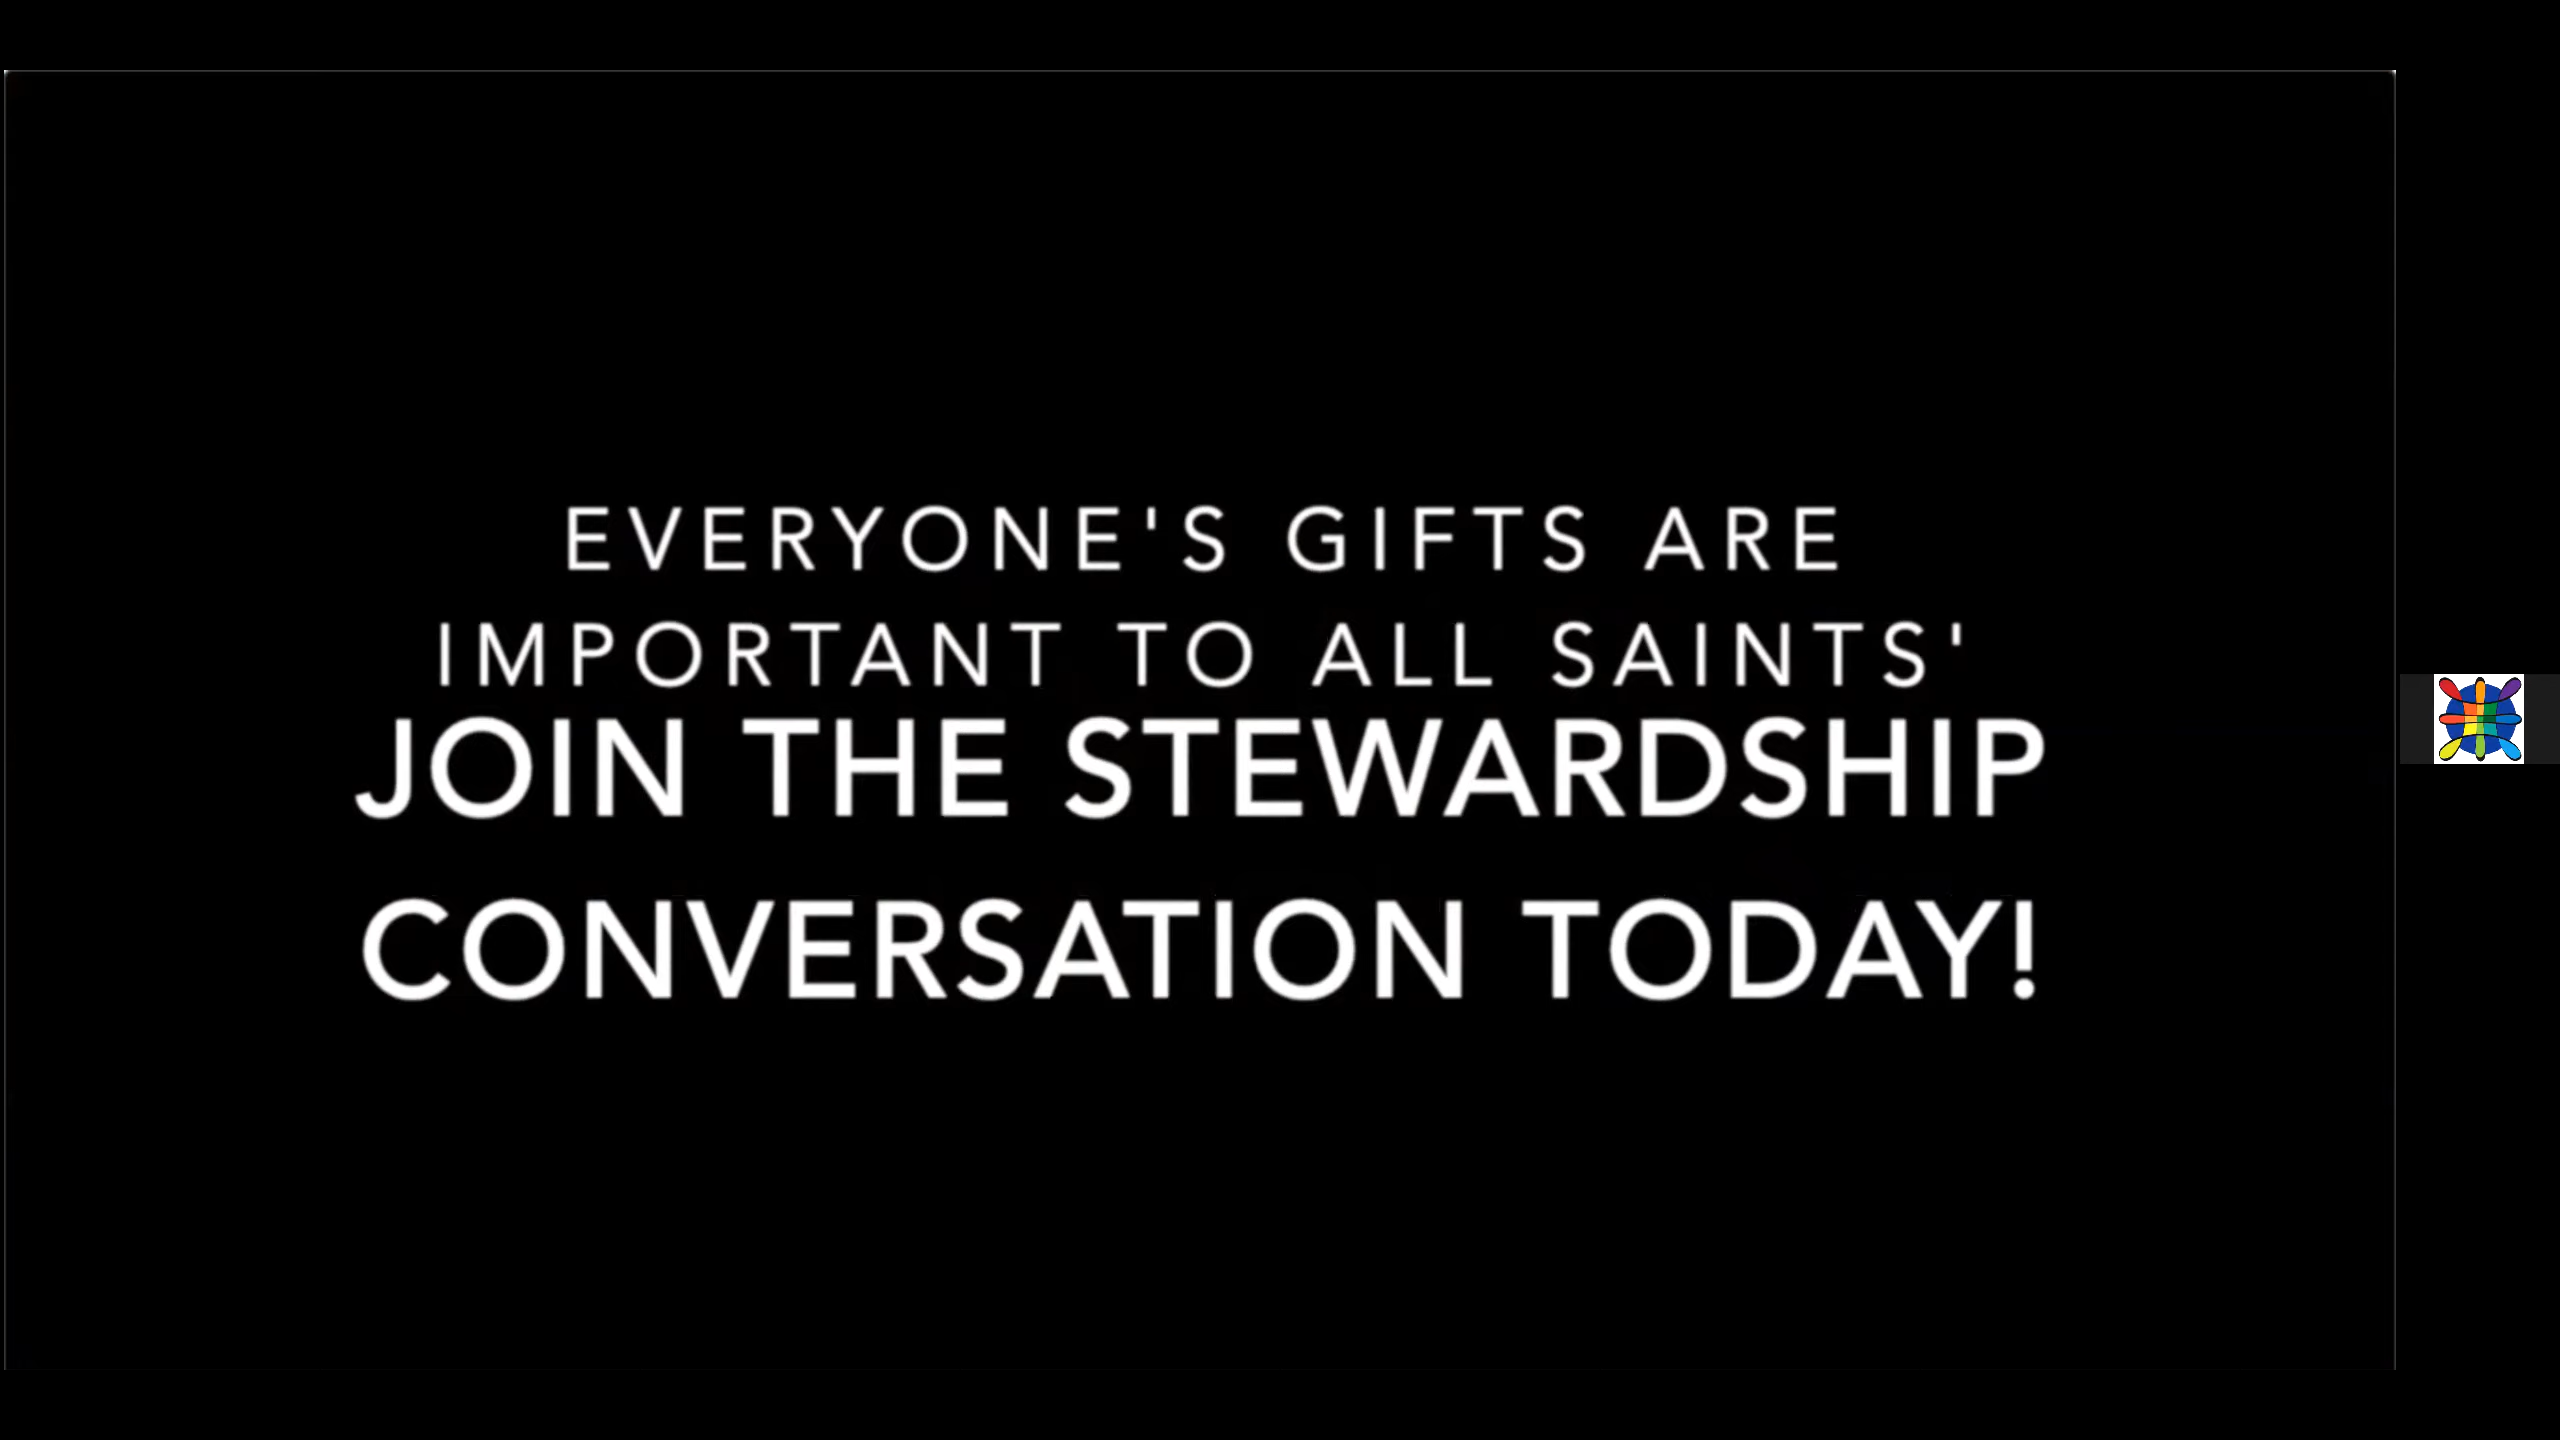 EVERYONE'S GIFTS ARE
IMPORTANT TO ALL SAINTS'
JOIN THE STEWARDSHIP
CONVERSATION TODAY!